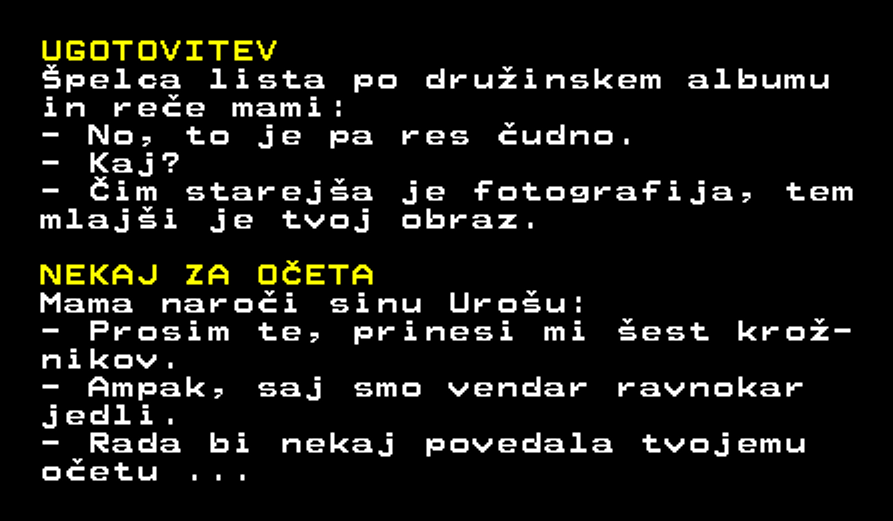 UGOTOVITEV
Špelca lista po družinskem albumu
in reče mami:
- No, to je pa res čudno.
- Kaj?
- Čim starejša je fotografija, tem
mlajši je tvoj obraz.
NEKAJ ZA OČETA
Mama naroči sinu Urošu:
- Prosim te, prinesi mi šest krož-
nikov.
- Ampak, saj smo vendar ravnokar
jedli.
- Rada bi nekaj povedala tvojemu
očetu ...